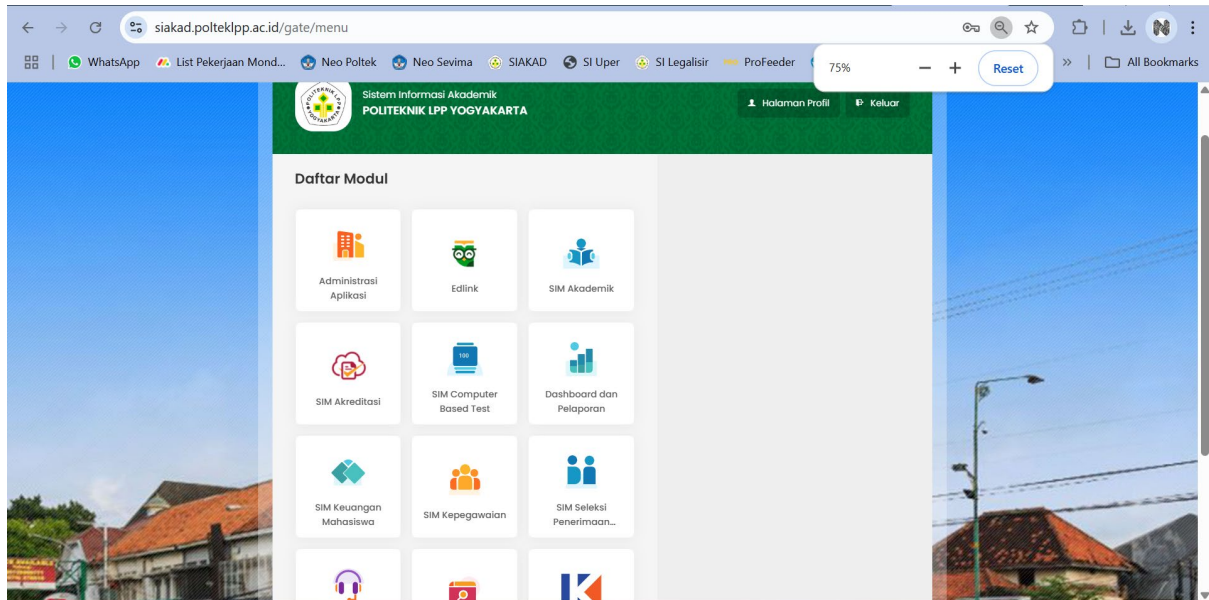 siakad.polteklpp.ac.id/gate/menu
WhatsApp List Pekerjaan Mond... Neo Poltek Neo Sevima SIAKAD SI Uper SI Legalisir ProFeeder » All Bookmarks
75% Reset
Sistem Informasi Akademik
POLITEKNIK LPP YOGYAKARTA
Halaman Profil Keluar
Daftar Modul
Administrasi
Aplikasi
Edlink
SIM Akademik
SIM Akreditasi
100
SIM Computer
Based Test
Dashboard dan
Pelaporan
SIM Keuangan
Mahasiswa
SIM Kepegawaian
SIM Seleksi
Penerimaan...